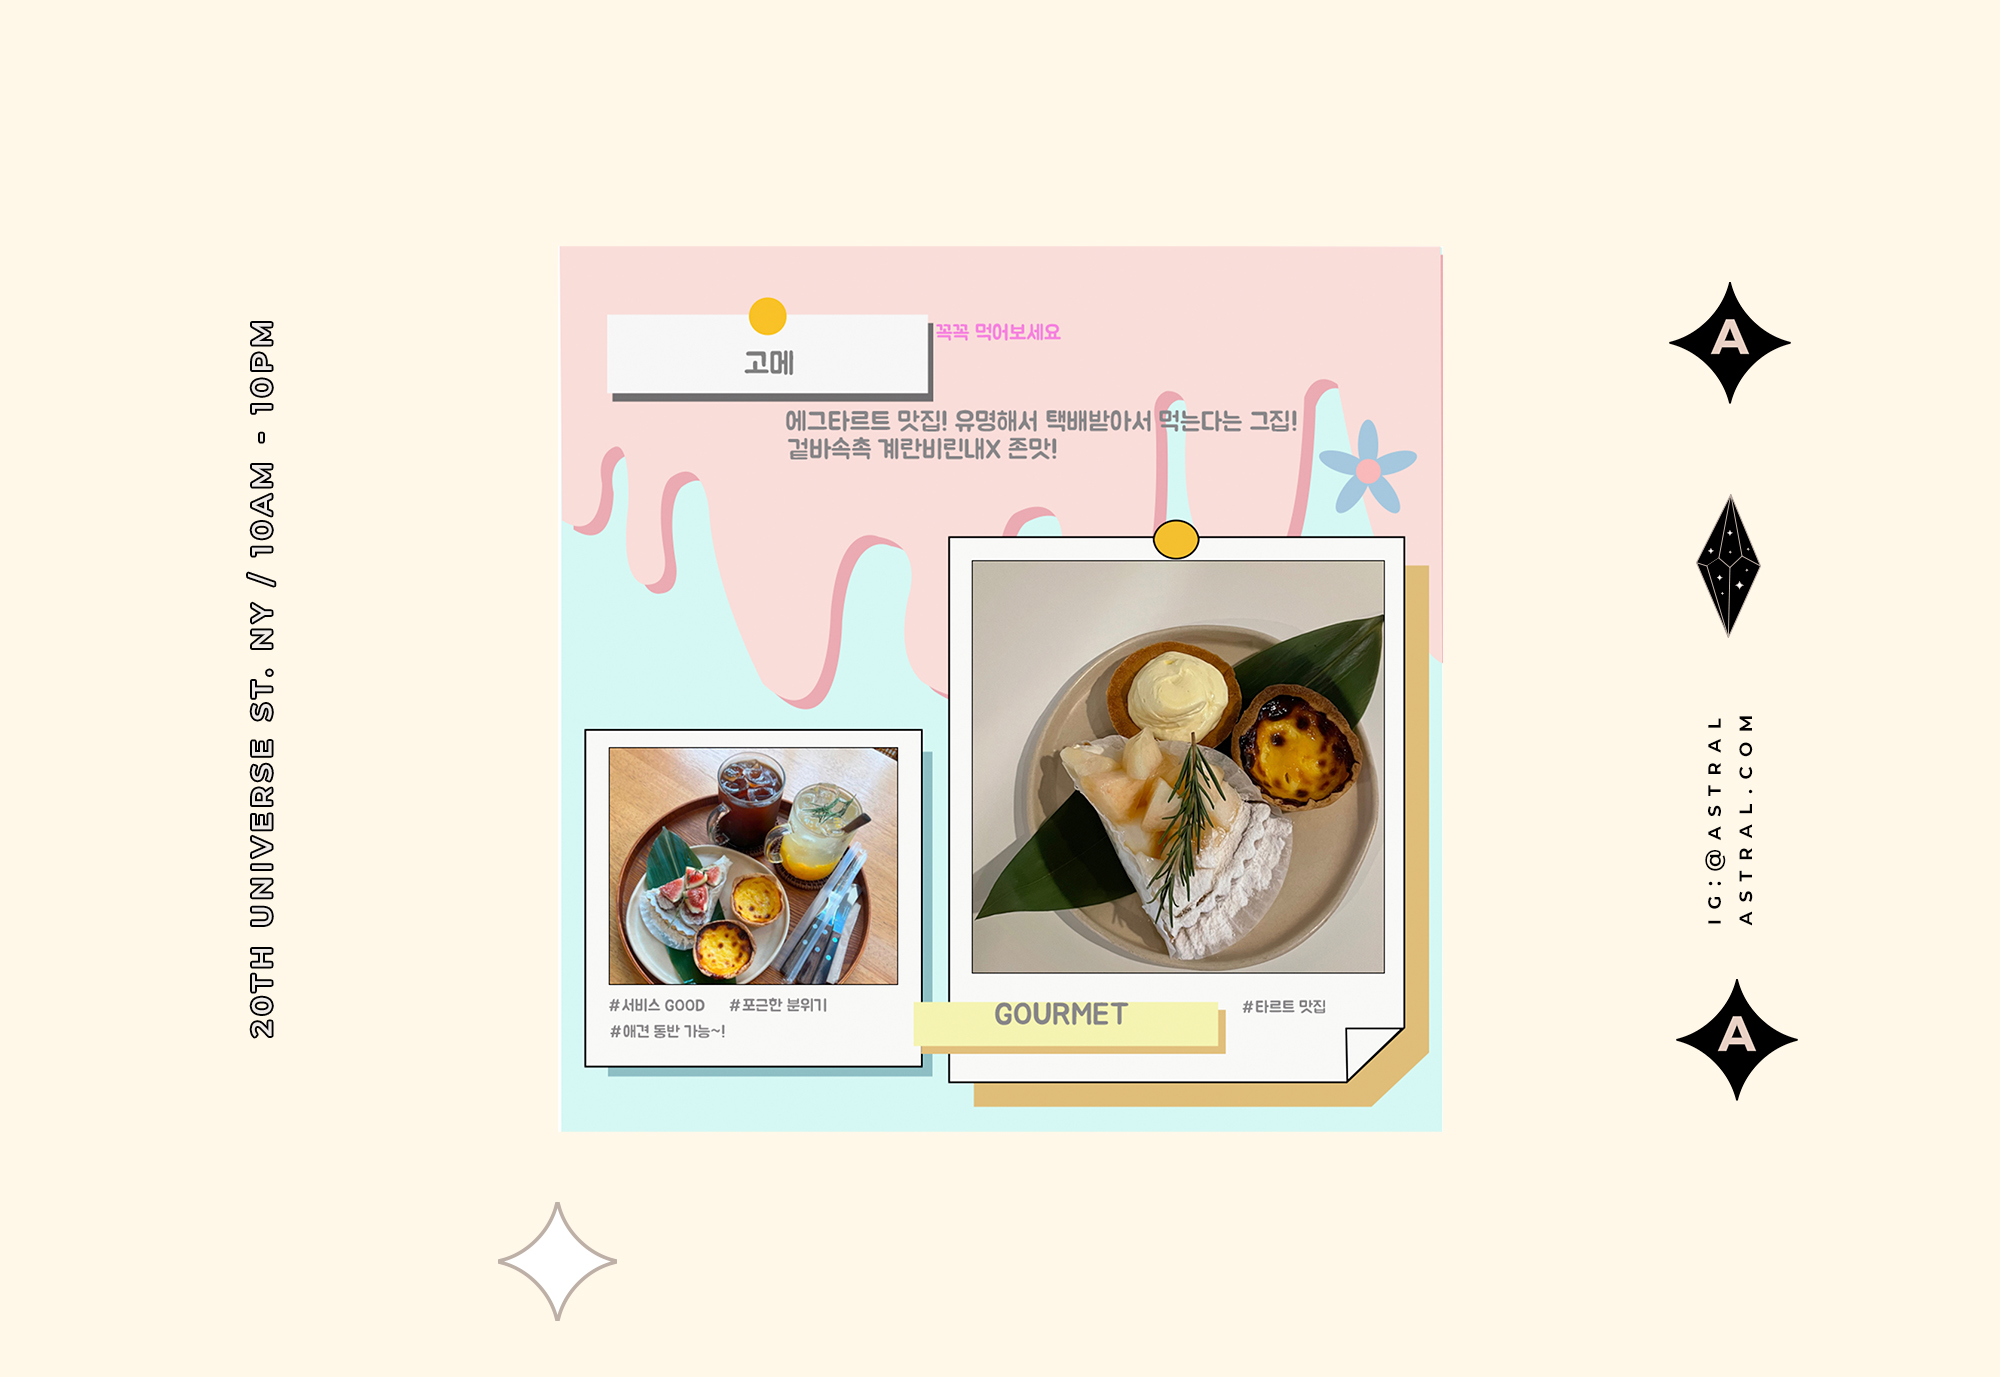 20TH UNIVERSE ST. NY / 10AM - 10PM
고메
꼭꼭 먹어보세요
에그타르트 맛집! 유명해서 택배받아서 먹는다는 그집!
겉바속촉 계란비린내X 존맛!
#서비스 GOOD #포근한 분위기
#애견 동반 가능~!
GOURMET
#타르트 맛집
A
IG:@ASTRAL
ASTRAL.COM
A